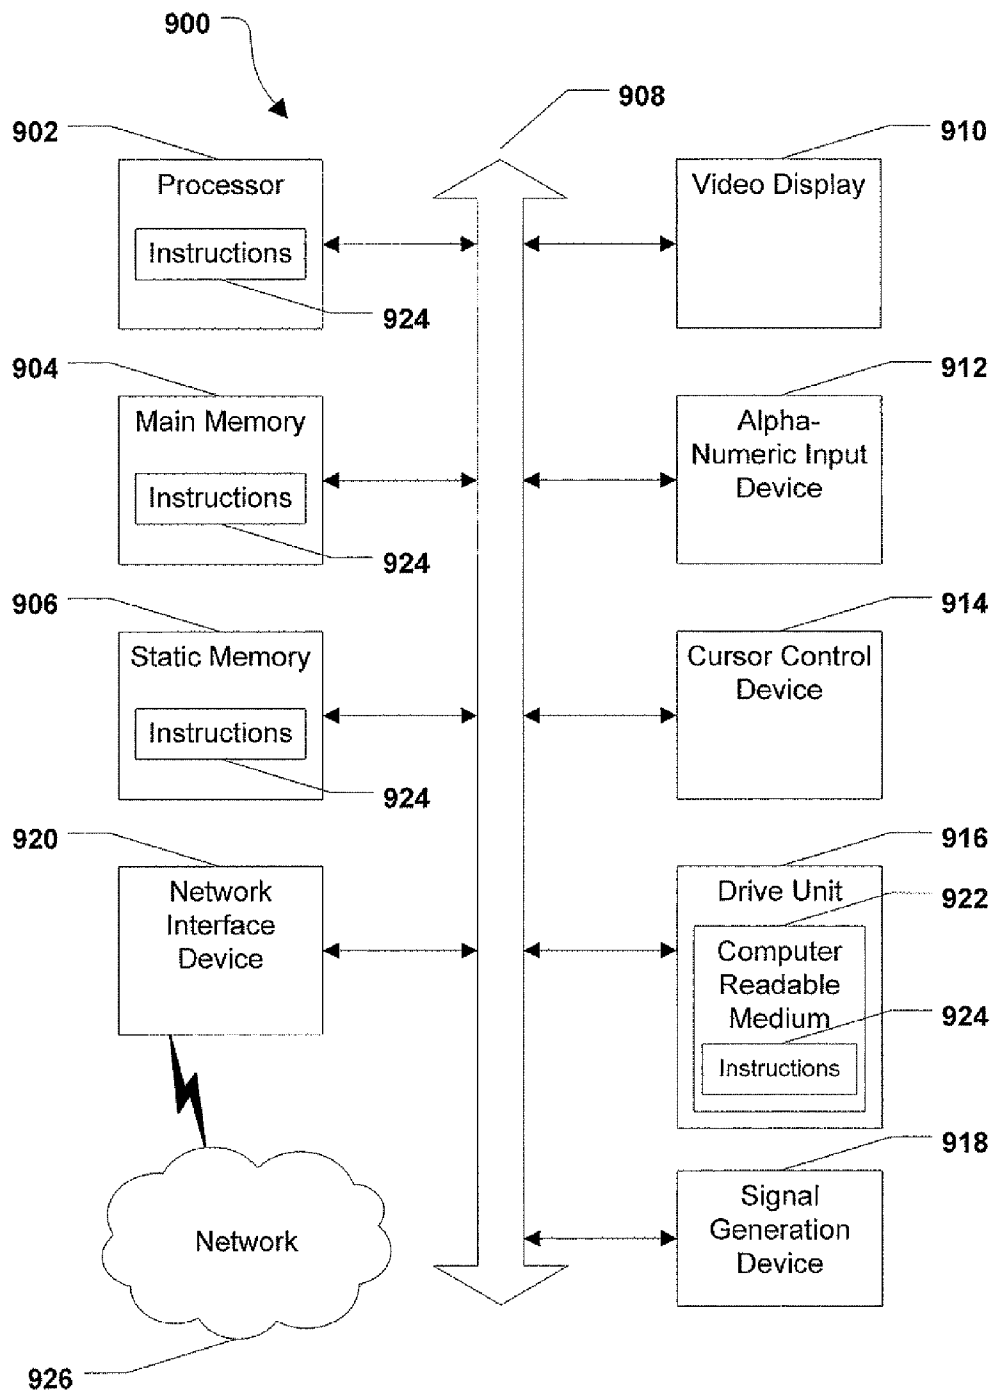 900
908
902
Processor
Instructions
924
904
Main Memory
Instructions
924
906
Static Memory
Instructions
924
920
Network
Interface
Device
Network
926
910
Video Display
912
Alpha-
Numeric Input
Device
914
Cursor Control
Device
916
Drive Unit
922
Computer
Readable
Medium
924
Instructions
918
Signal
Generation
Device